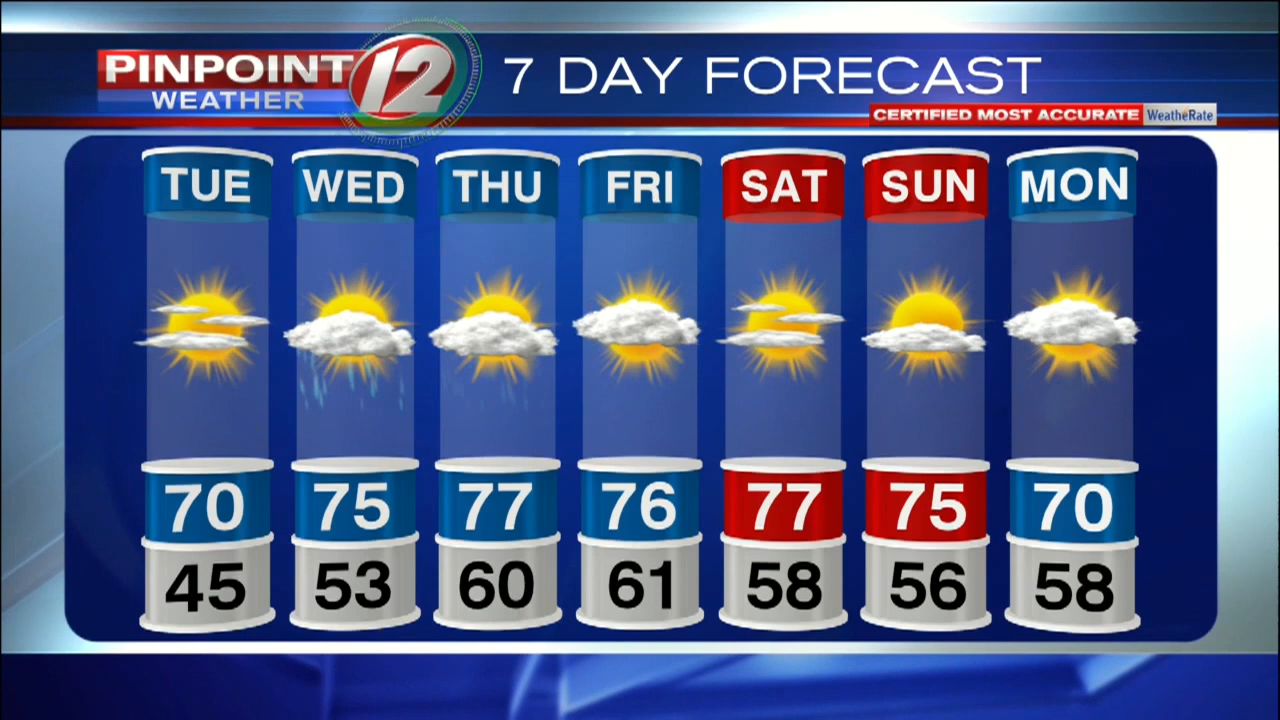 PINPOINT 12 7 DAY FORECAST
WEATHER
CERTIFIED MOST ACCURATE WeatheRate
TUE WED THU FRI SAT SUN MON
70 75 77 76 77 75 70
45 53 60 61 58 56 58